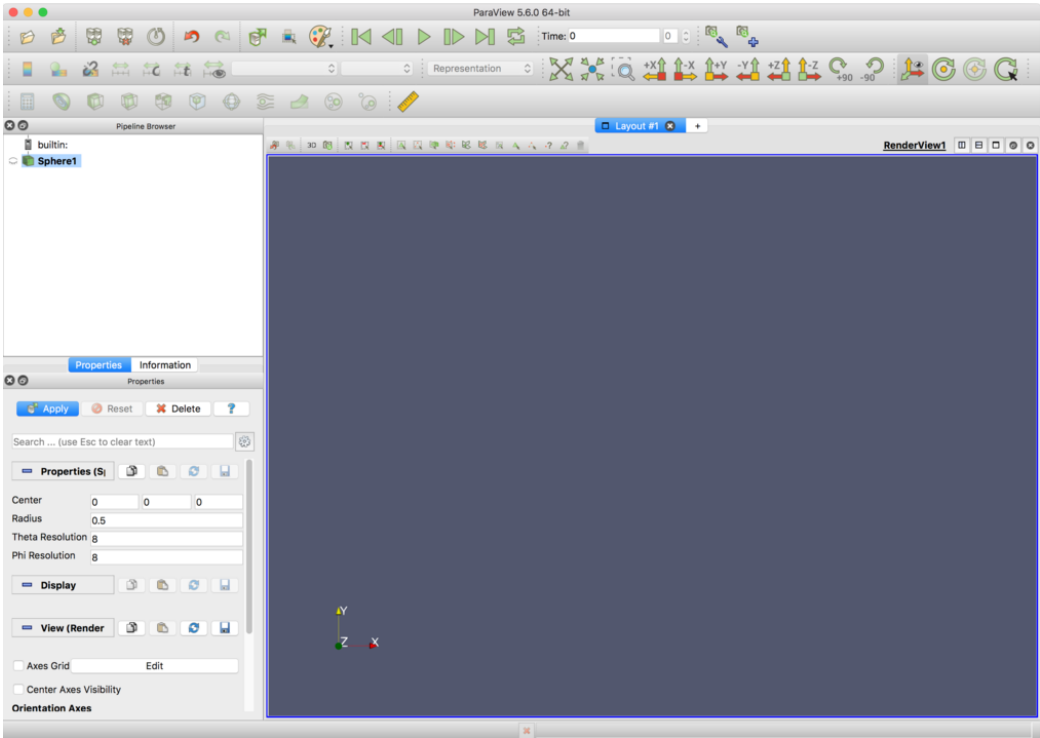 ParaView 5.6.0 64-bit
Time: 0 0
Representation +X -X +Y -Y +Z -Z +90 -90
Pipeline Browser
Layout #1 +
builtin:
3D
RenderView1
Sphere1
Properties Information
Properties
Apply Reset Delete ?
Search ... (use Esc to clear text)
Properties (S
Center 0 0 0
Radius 0.5
Theta Resolution 8
Phi Resolution 8
Display
View (Render
Axes Grid Edit
Center Axes Visibility
Orientation Axes
Y
Z X